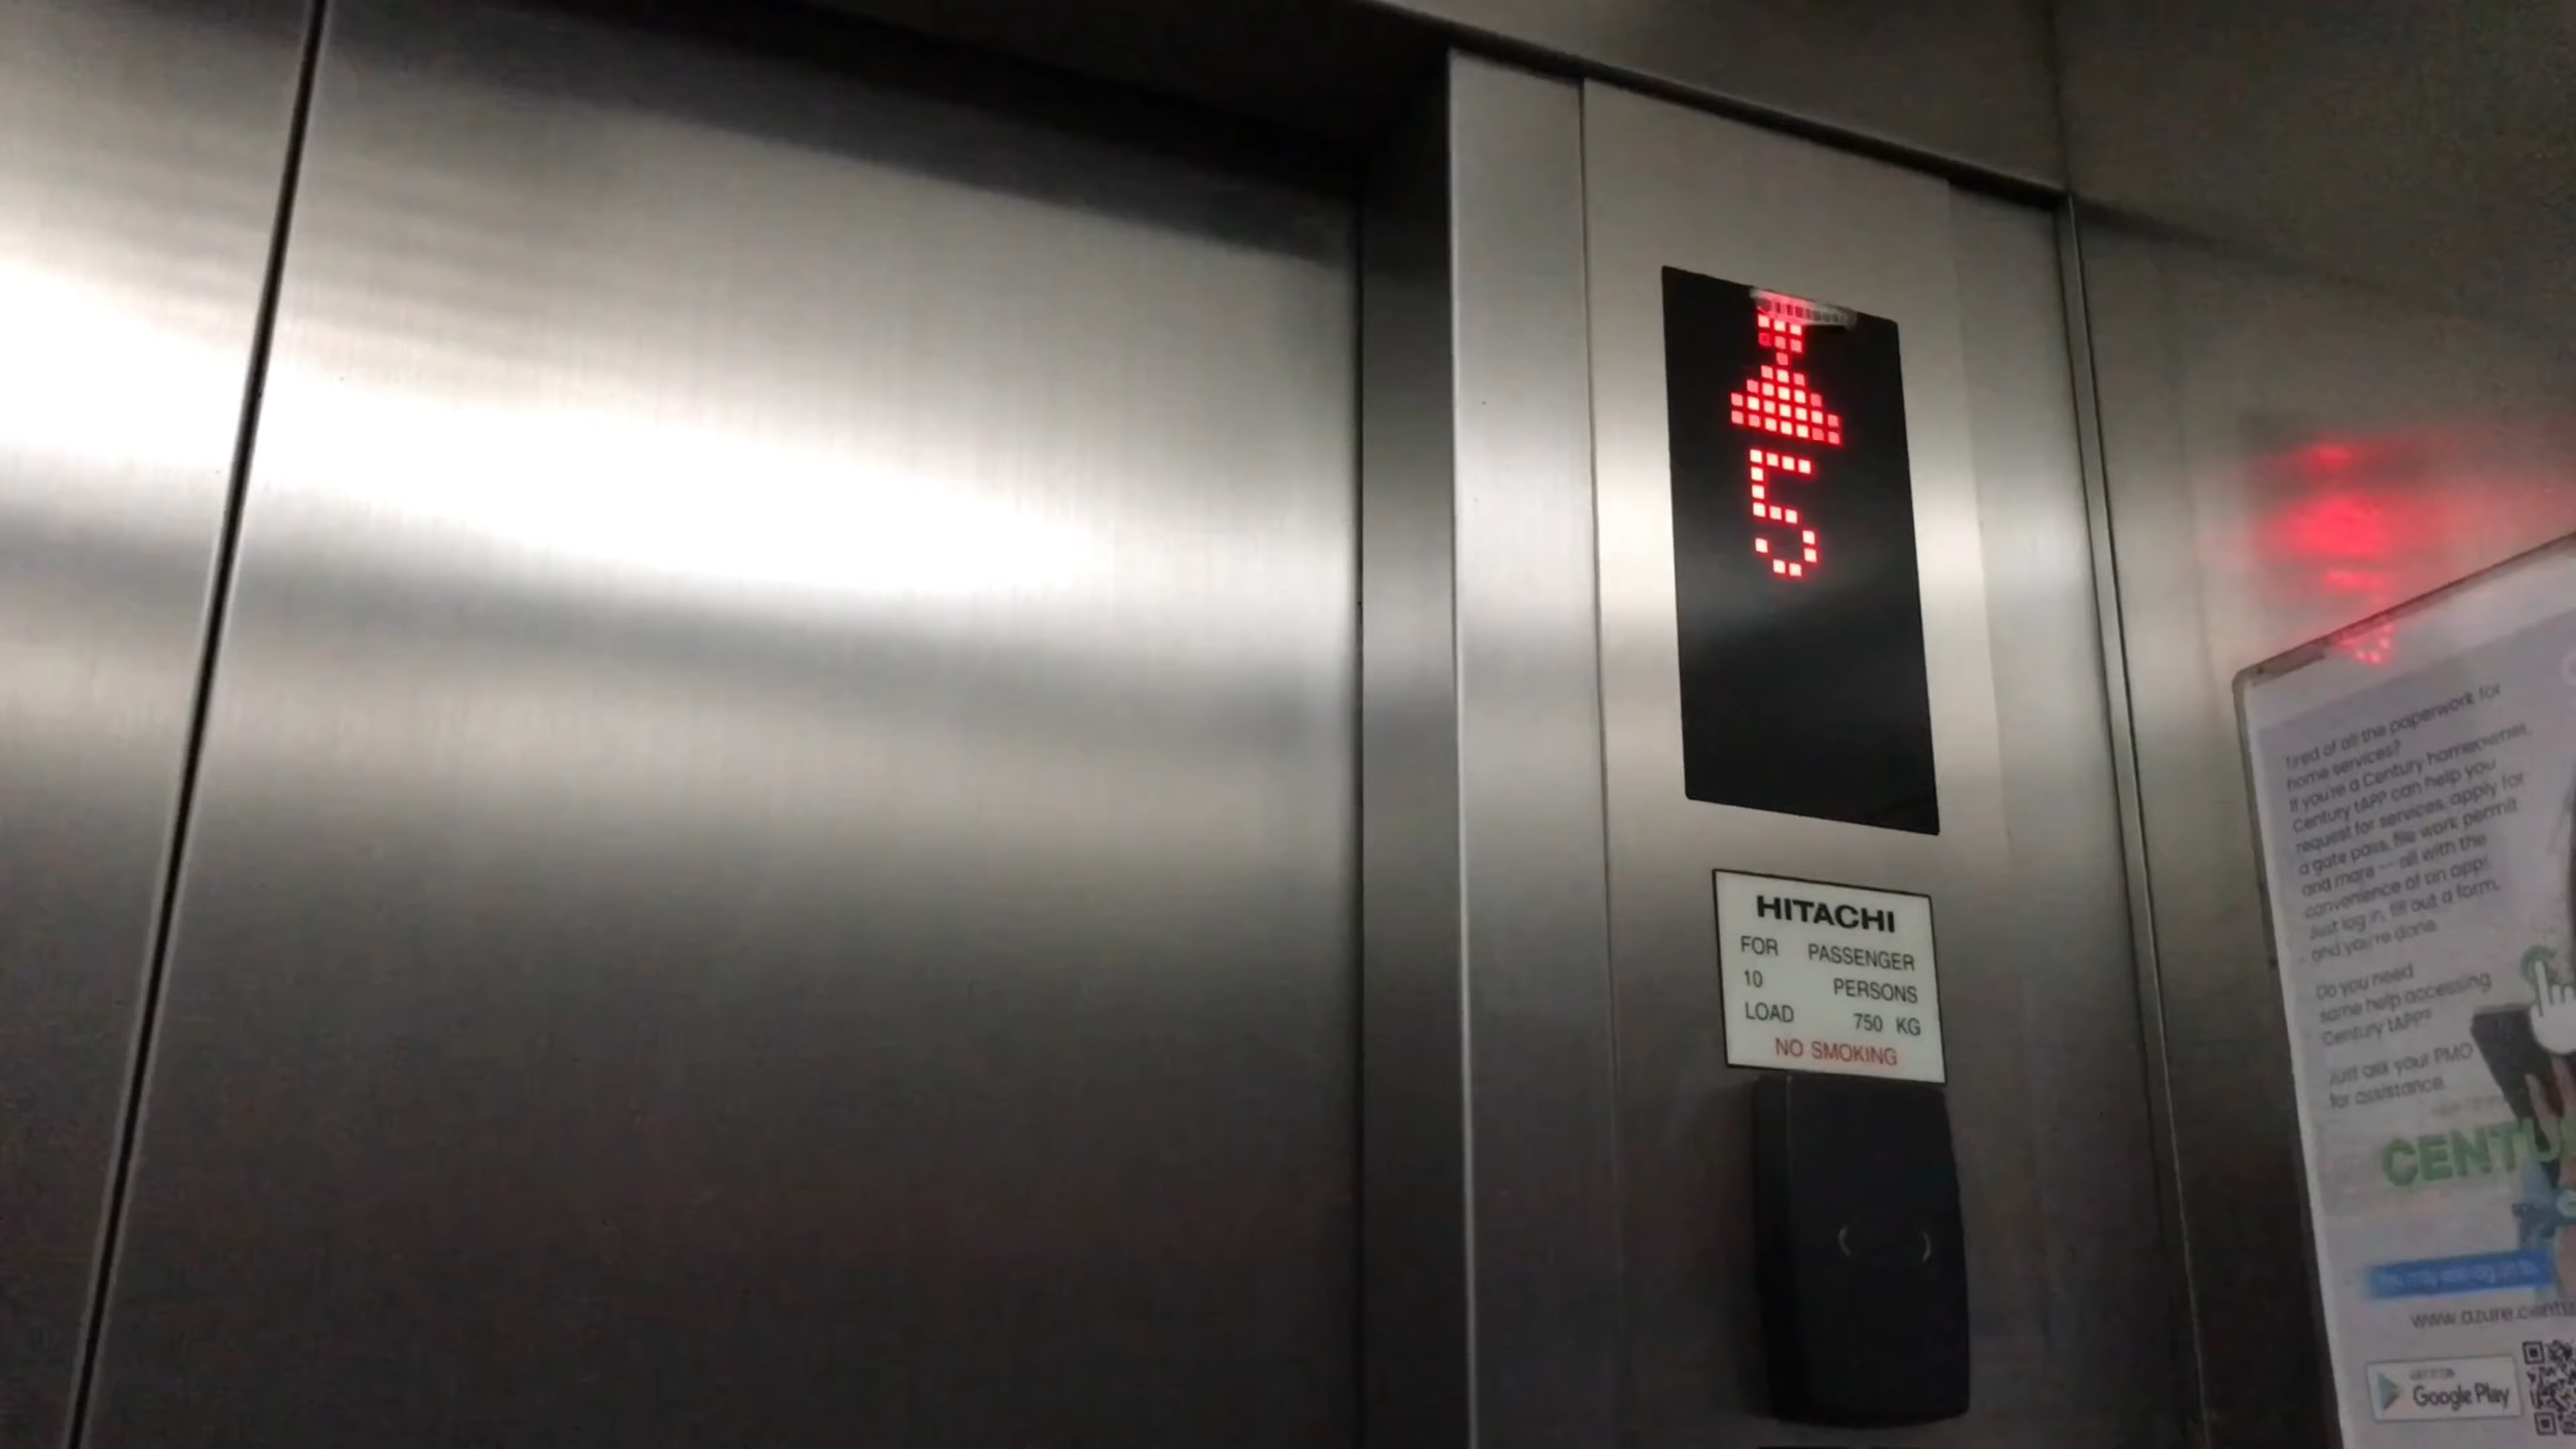 5
HITACHI
FOR PASSENGER
10 PERSONS
LOAD 750 KG
NO SMOKING
Tired of all the paperwork for
home services?
If you're a Century homeowner,
Century tAPP can help you
request for services, apply for
a gate pass, file work permit
and more — all with the
convenience of an app!
Just log in, fill out a form,
and you're done.
Do you need
some help accessing
Century tAPP?
Just ask your PMO
for assistance.
CENTU
www.azure.centu
Google Play